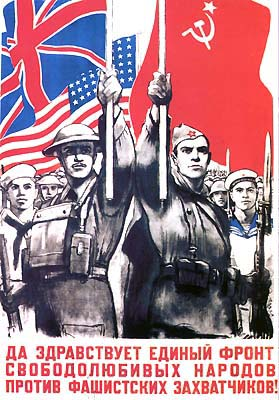 ДА ЗДРАВСТВУЕТ ЕДИНЫЙ ФРОНТ
СВОБОДОЛЮБИВЫХ НАРОДОВ
ПРОТИВ ФАШИСТСКИХ ЗАХВАТЧИКОВ!